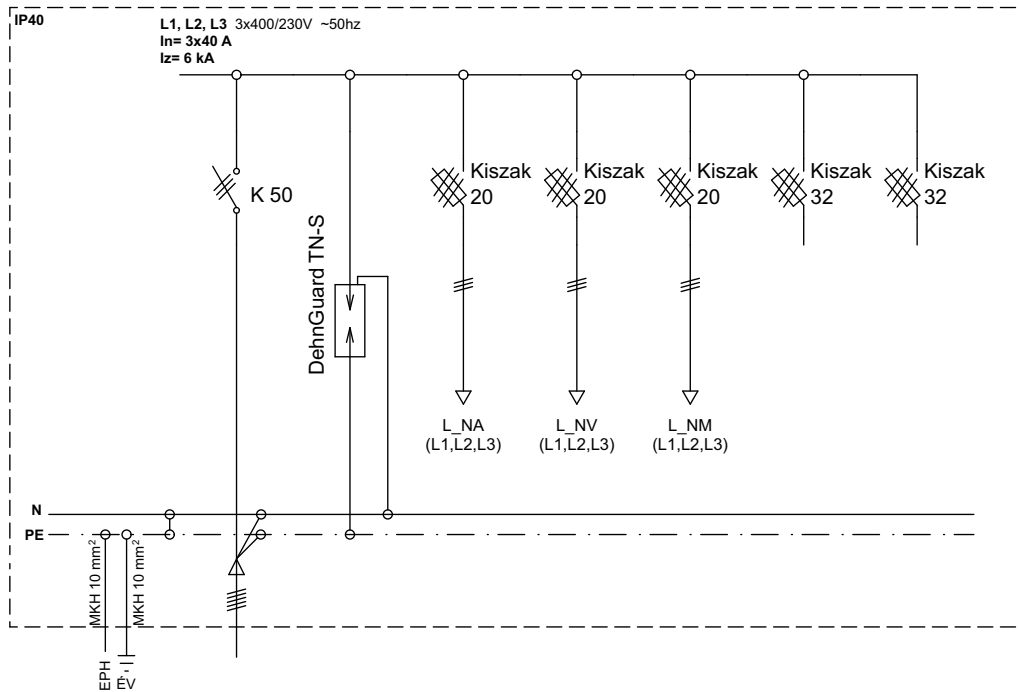 IP40
L1, L2, L3 3x400/230V ~50hz
In= 3x40 A
Iz= 6 kA
K 50
DehnGuard TN-S
Kiszak
20
Kiszak
20
Kiszak
20
Kiszak
32
Kiszak
32
L_NA
(L1,L2,L3)
L_NV
(L1,L2,L3)
L_NM
(L1,L2,L3)
N
PE
MKH 10 mm²
MKH 10 mm²
EPH
ÉV